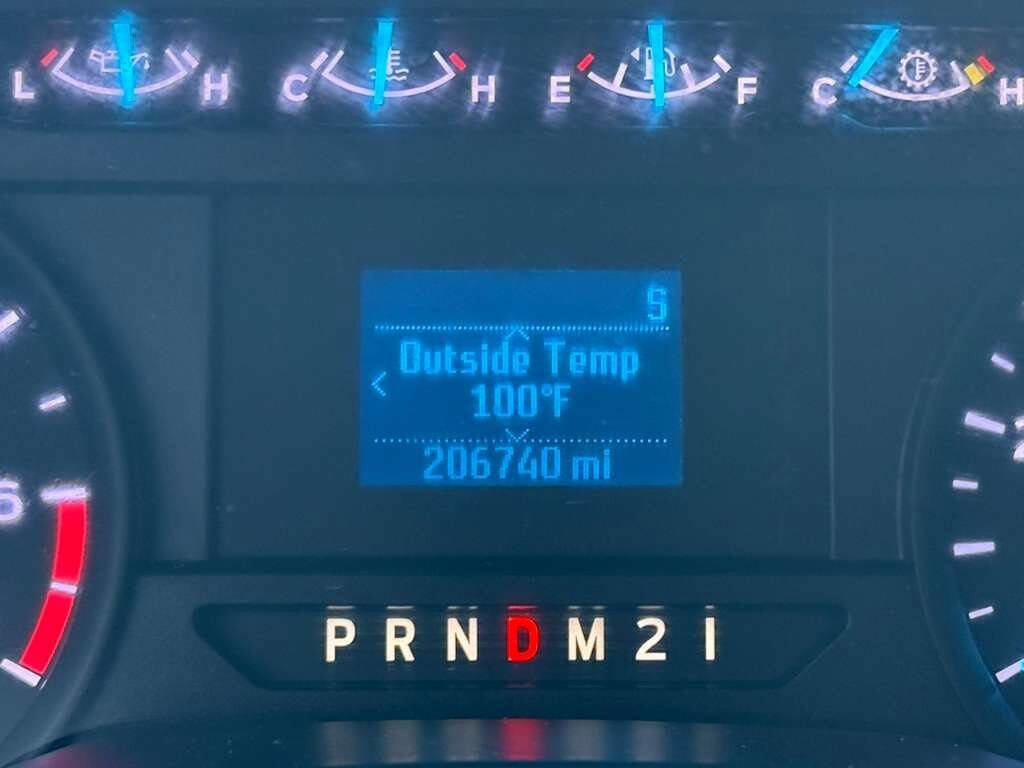 L H C H E F C H
S
Outside Temp
100°F
206740 mi
6
P R N D M 2 1